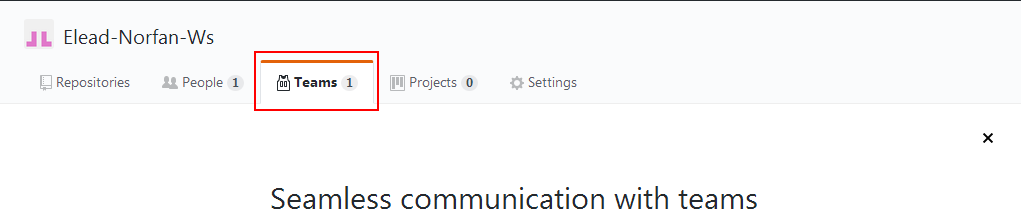 Elead-Norfan-Ws
Repositories People 1 Teams 1 Projects 0 Settings
Seamless communication with teams